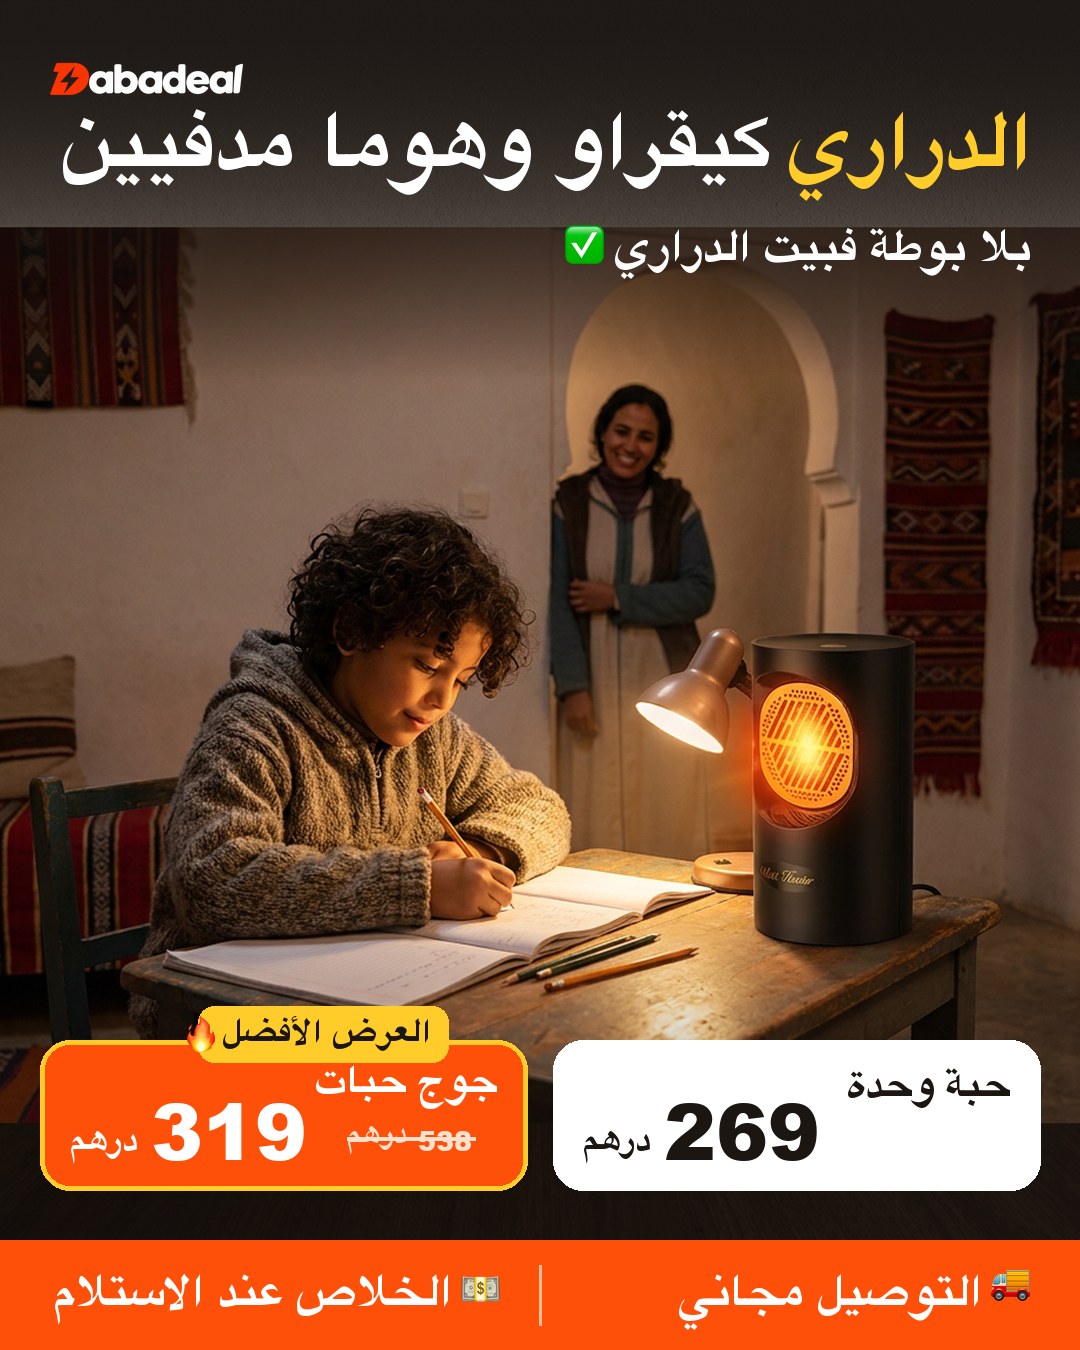 Dabadeal
الدراري كيقراو وهوما مدفيين
بلا بوطة فبيت الدراري ✅
حبة وحدة
269 درهم
العرض الأفضل 🔥
جوج حبات
538 درهم
319 درهم
🚚 التوصيل مجاني
💵 الخلاص عند الاستلام